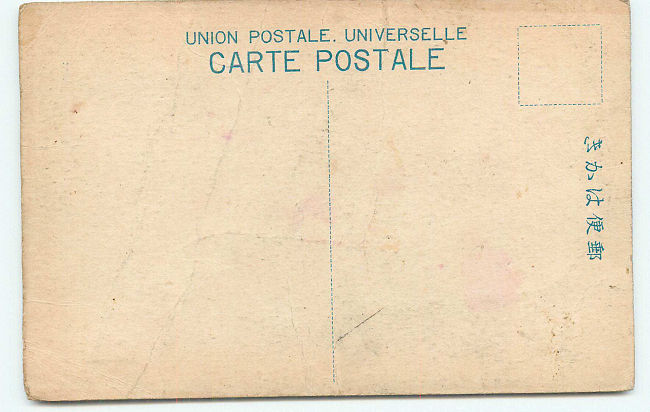 UNION POSTALE. UNIVERSELLE
CARTE POSTALE
郵便はかき